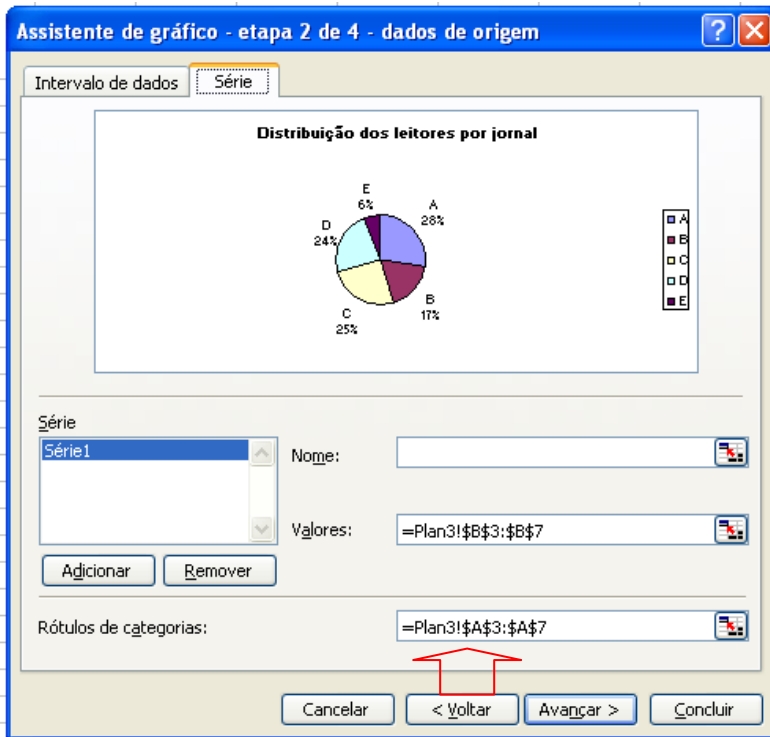 Assistente de gráfico - etapa 2 de 4 - dados de origem
Intervalo de dados
Série
Distribuição dos leitores por jornal
E
6%
A
28%
D
24%
B
17%
C
25%
A
B
C
D
E
Série
Série1
Nome:
Valores:
=Plan3!$B$3:$B$7
Adicionar
Remover
Rótulos de categorias:
=Plan3!$A$3:$A$7
Cancelar
< Voltar
Avançar >
Concluir